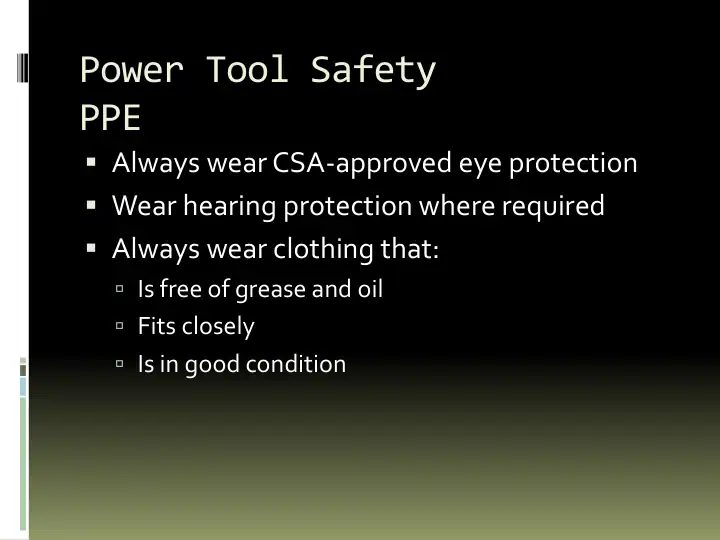 Power Tool Safety
PPE
▪ Always wear CSA-approved eye protection
▪ Wear hearing protection where required
▪ Always wear clothing that:
▫ Is free of grease and oil
▫ Fits closely
▫ Is in good condition